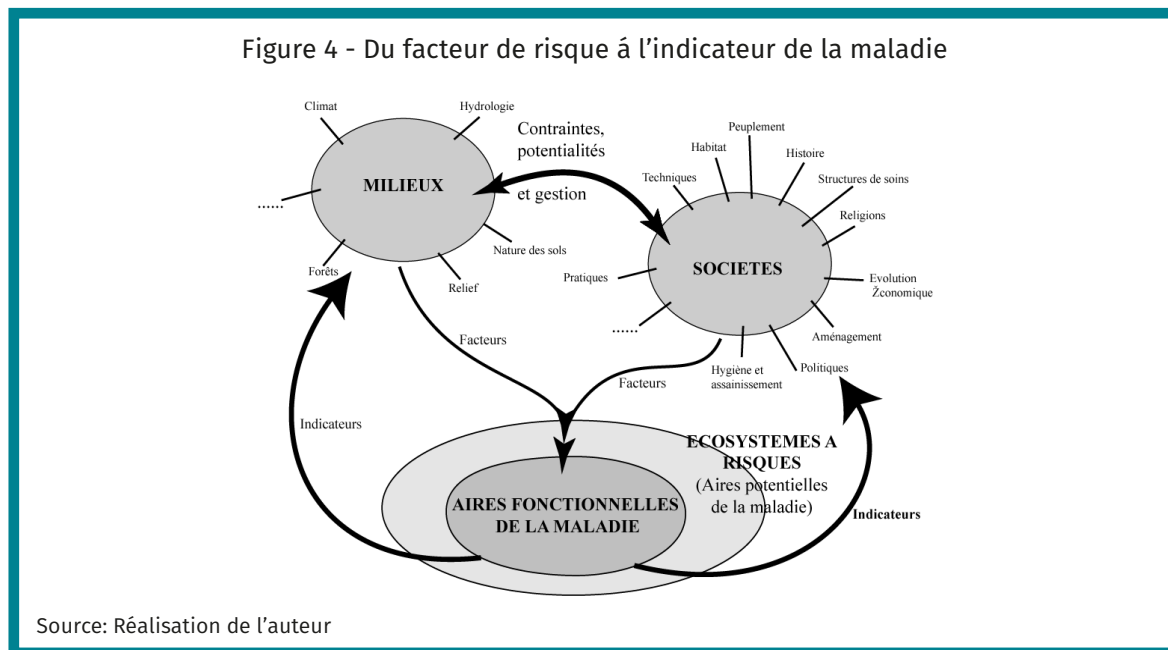 Figure 4 - Du facteur de risque á l’indicateur de la maladie
Climat
Hydrologie
MILIEUX
......
Forêts
Relief
Nature des sols
Contraintes,
potentialités
et gestion
Peuplement
Habitat
Histoire
Techniques
Structures de soins
Religions
SOCIETES
Pratiques
Evolution
Žconomique
......
Aménagement
Hygiène et
assainissement
Politiques
Facteurs
Facteurs
Indicateurs
ECOSYSTEMES A
RISQUES
(Aires potentielles
de la maladie)
AIRES FONCTIONNELLES
DE LA MALADIE
Indicateurs
Source: Réalisation de l’auteur